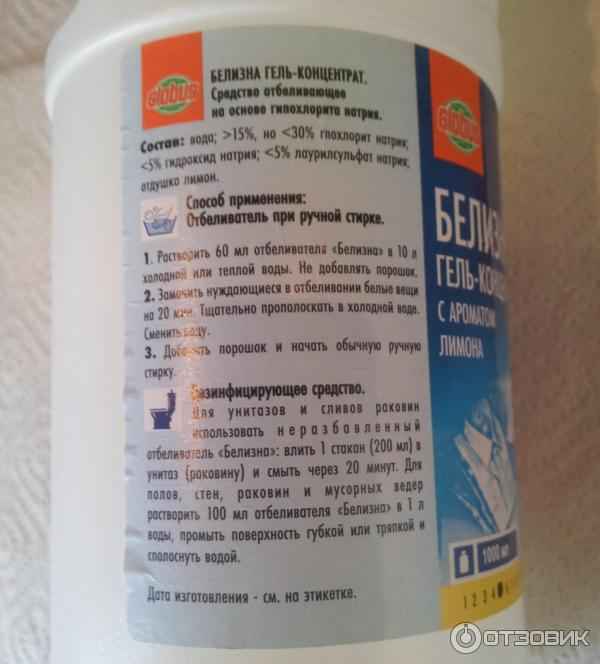 Globus
БЕЛИЗНА ГЕЛЬ-КОНЦЕНТРАТ.
Средство отбеливающее
на основе гипохлорита натрия.
Состав: вода; >15%, но <30% гпохлорит натрия;
<5% гидроксид натрия; <5% лаурилсульфат натрия;
отдушка лимон.
Способ применения:
Отбеливатель при ручной стирке.
1. Растворить 60 мл отбеливателя «Белизна» в 10 л
холодной или теплой воды. Не добавлять порошок.
2. Замочить нуждающиеся в отбеливании белые вещи
на 20 мин. Тщательно прополоскать в холодной воде.
Сменить воду.
3. Добавить порошок и начать обычную ручную
стирку.
Дезинфицирующее средство.
Для унитазов и сливов раковин
использовать неразбавленный
отбеливатель «Белизна»: влить 1 стакан (200 мл) в
унитаз (раковину) и смыть через 20 минут. Для
полов, стен, раковин и мусорных ведер
растворить 100 мл отбеливателя «Белизна» в 1 л
воды, промыть поверхность губкой или тряпкой и
сполоснуть водой.
Дата изготовления - см. на этикетке.
Globus
БЕЛИЗ
ГЕЛЬ-КОНЦ
С АРОМАТОМ
ЛИМОНА
1000 мл
1 2 3 4
ОТЗОВИК